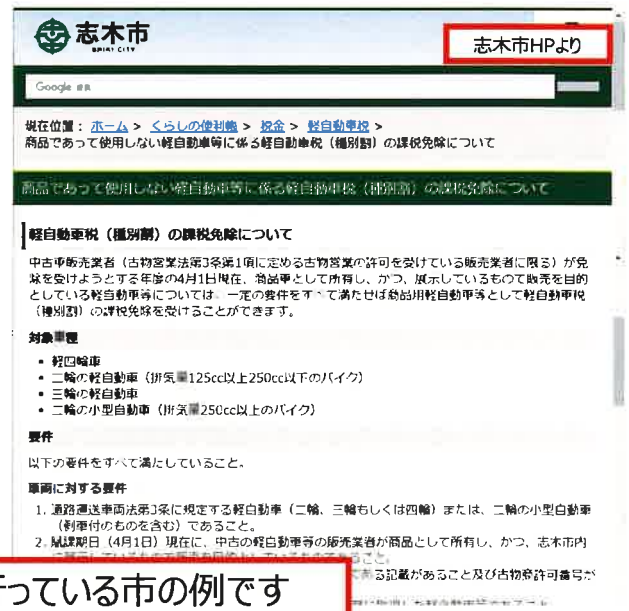 志木市
SHIKI CITY
志木市HPより
Google 検索
現在位置： ホーム > くらしの便利帳 > 税金 > 軽自動車税 >
商品であって使用しない軽自動車等に係る軽自動車税（種別割）の課税免除について
商品であって使用しない軽自動車等に係る軽自動車税（種別割）の課税免除について
軽自動車税（種別割）の課税免除について
中古車販売業者（古物営業法第3条第1項に定める古物営業の許可を受けている販売業者に限る）が免
除を受けようとする年度の4月1日現在、商品車として所有し、かつ、展示しているもので販売を目的
としている軽自動車等については、一定の要件をすべて満たせば商品用軽自動車等として軽自動車税
（種別割）の課税免除を受けることができます。
対象車種
軽四輪車
二輪の軽自動車（排気量125cc以上250cc以下のバイク）
三輪の軽自動車
二輪の小型自動車（排気量250cc以上のバイク）
要件
以下の要件をすべて満たしていること。
車両に対する要件
1. 道路運送車両法第3条に規定する軽自動車（二輪、三輪もしくは四輪）または、二輪の小型自動車
（側車付のものを含む）であること。
2. 賦課期日（4月1日）現在に、中古の軽自動車等の販売業者が商品として所有し、かつ、志木市内
ある記載があること及び古物商許可番号が
っている市の例です